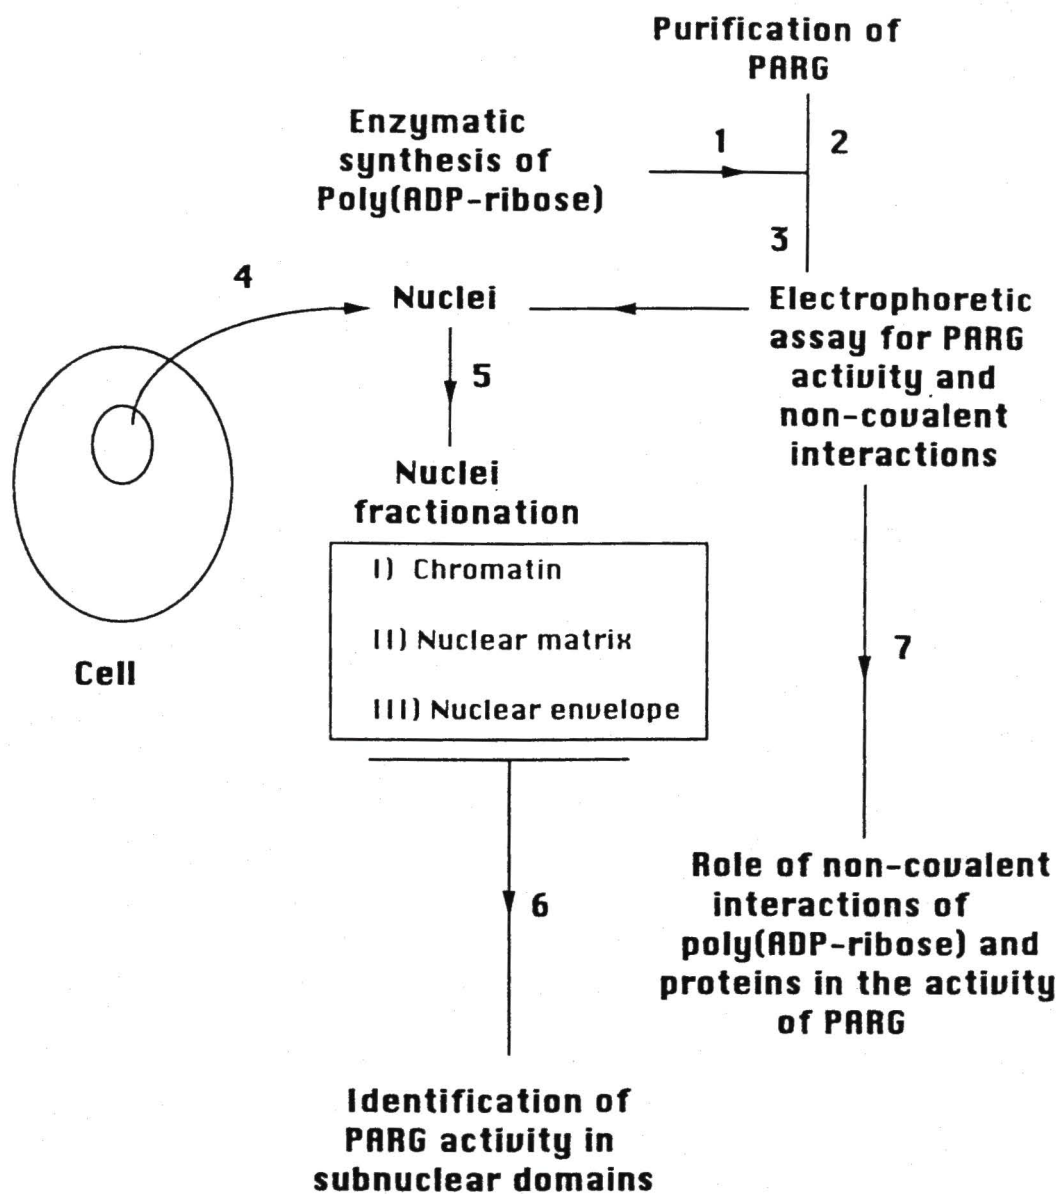 Purification of
PARG
Enzymatic
synthesis of
Poly(ADP-ribose)
1
2
3
4
Nuclei
Electrophoretic
assay for PARG
activity and
non-covalent
interactions
5
Nuclei
fractionation
I) Chromatin
II) Nuclear matrix
III) Nuclear envelope
Cell
7
6
Role of non-covalent
interactions of
poly(ADP-ribose) and
proteins in the activity
of PARG
Identification of
PARG activity in
subnuclear domains